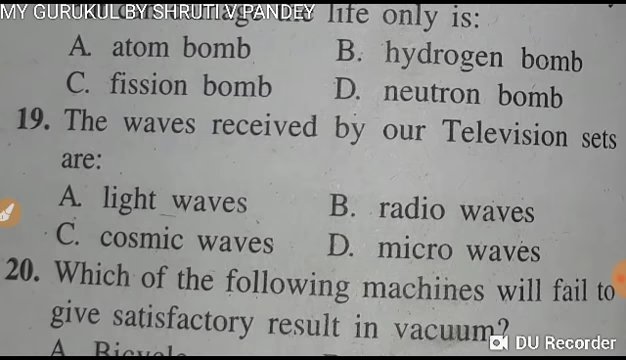 MY GURUKUL BY SHRUTI V PANDEY
life only is:
A. atom bomb B. hydrogen bomb
C. fission bomb D. neutron bomb
19. The waves received by our Television sets
are:
A. light waves B. radio waves
C. cosmic waves D. micro waves
20. Which of the following machines will fail to
give satisfactory result in vacuum?
A
DU Recorder